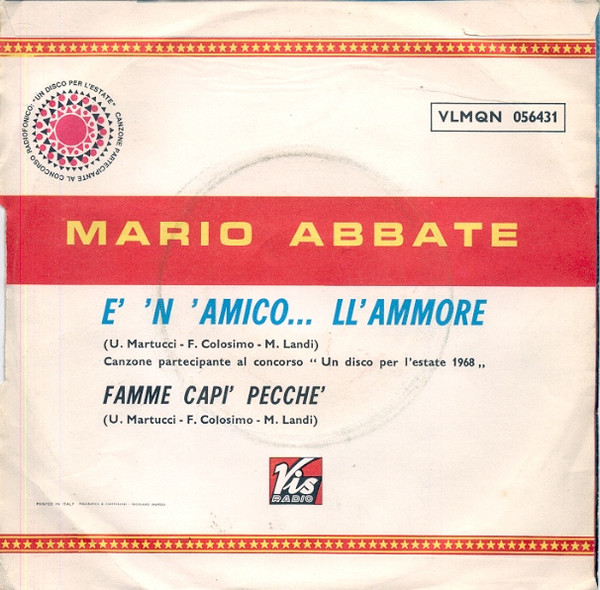 CANZONE PARTECIPANTE AL CONCORSO RADIOFONICO: "UN DISCO PER L'ESTATE"
VLMQN 056431
MARIO ABBATE
E' 'N 'AMICO... LL'AMMORE
(U. Martucci - F. Colosimo - M. Landi)
Canzone partecipante al concorso “ Un disco per l'estate 1968 „
FAMME CAPI' PECCHE'
(U. Martucci - F. Colosimo - M. Landi)
Vis
RADIO
PRINTED IN ITALY